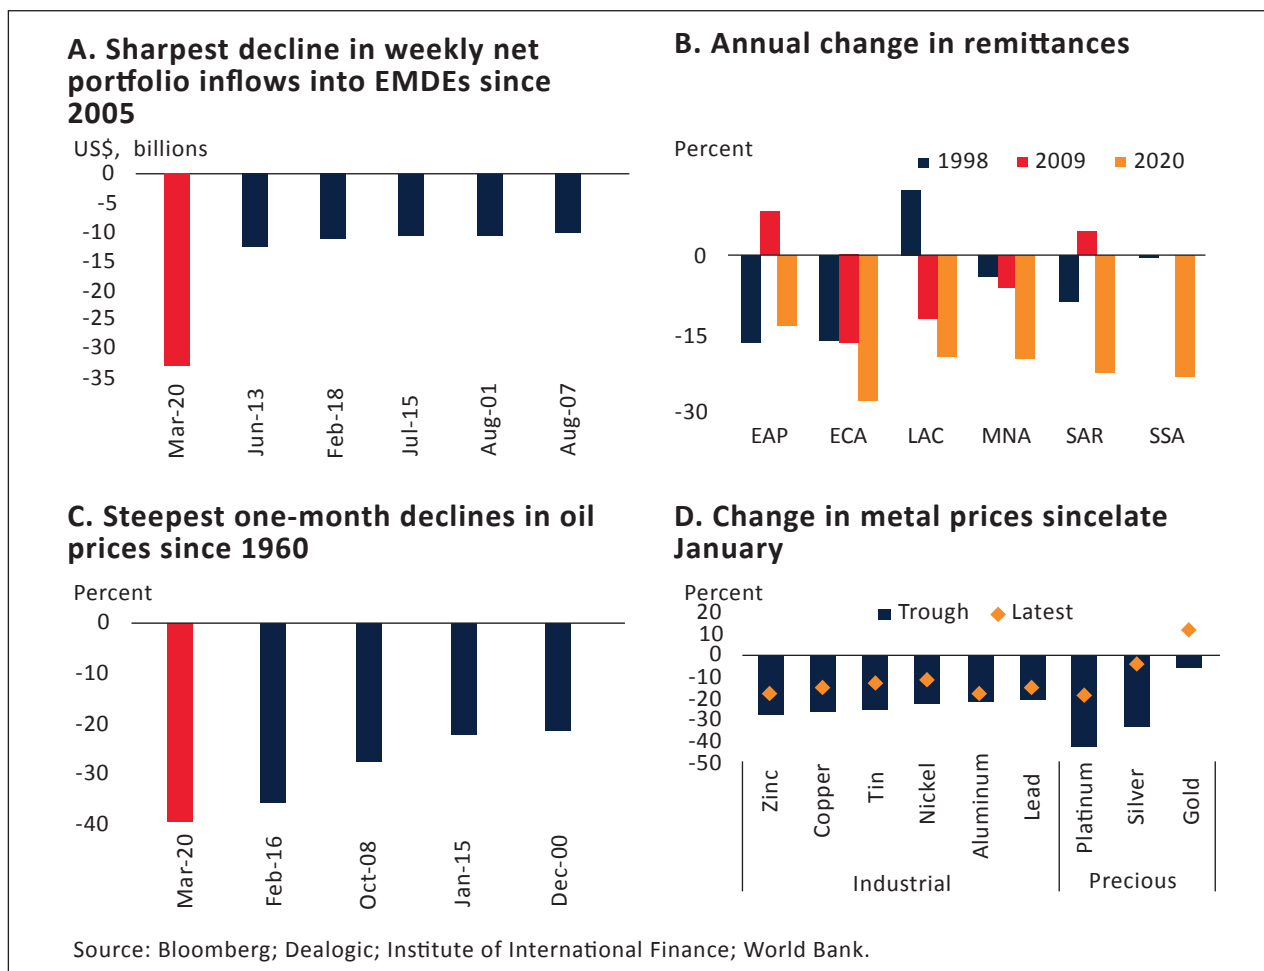 A. Sharpest decline in weekly net
portfolio inflows into EMDEs since
2005
US$, billions
0
-5
-10
-15
-20
-25
-30
-35
Mar-20
Jun-13
Feb-18
Jul-15
Aug-01
Aug-07
B. Annual change in remittances
Percent
1998 2009 2020
0
-15
-30
EAP ECA LAC MNA SAR SSA
C. Steepest one-month declines in oil
prices since 1960
Percent
0
-10
-20
-30
-40
Mar-20
Feb-16
Oct-08
Jan-15
Dec-00
D. Change in metal prices sincelate
January
Percent
Trough Latest
20
10
0
-10
-20
-30
-40
-50
Zinc
Copper
Tin
Nickel
Aluminum
Lead
Platinum
Silver
Gold
Industrial Precious
Source: Bloomberg; Dealogic; Institute of International Finance; World Bank.